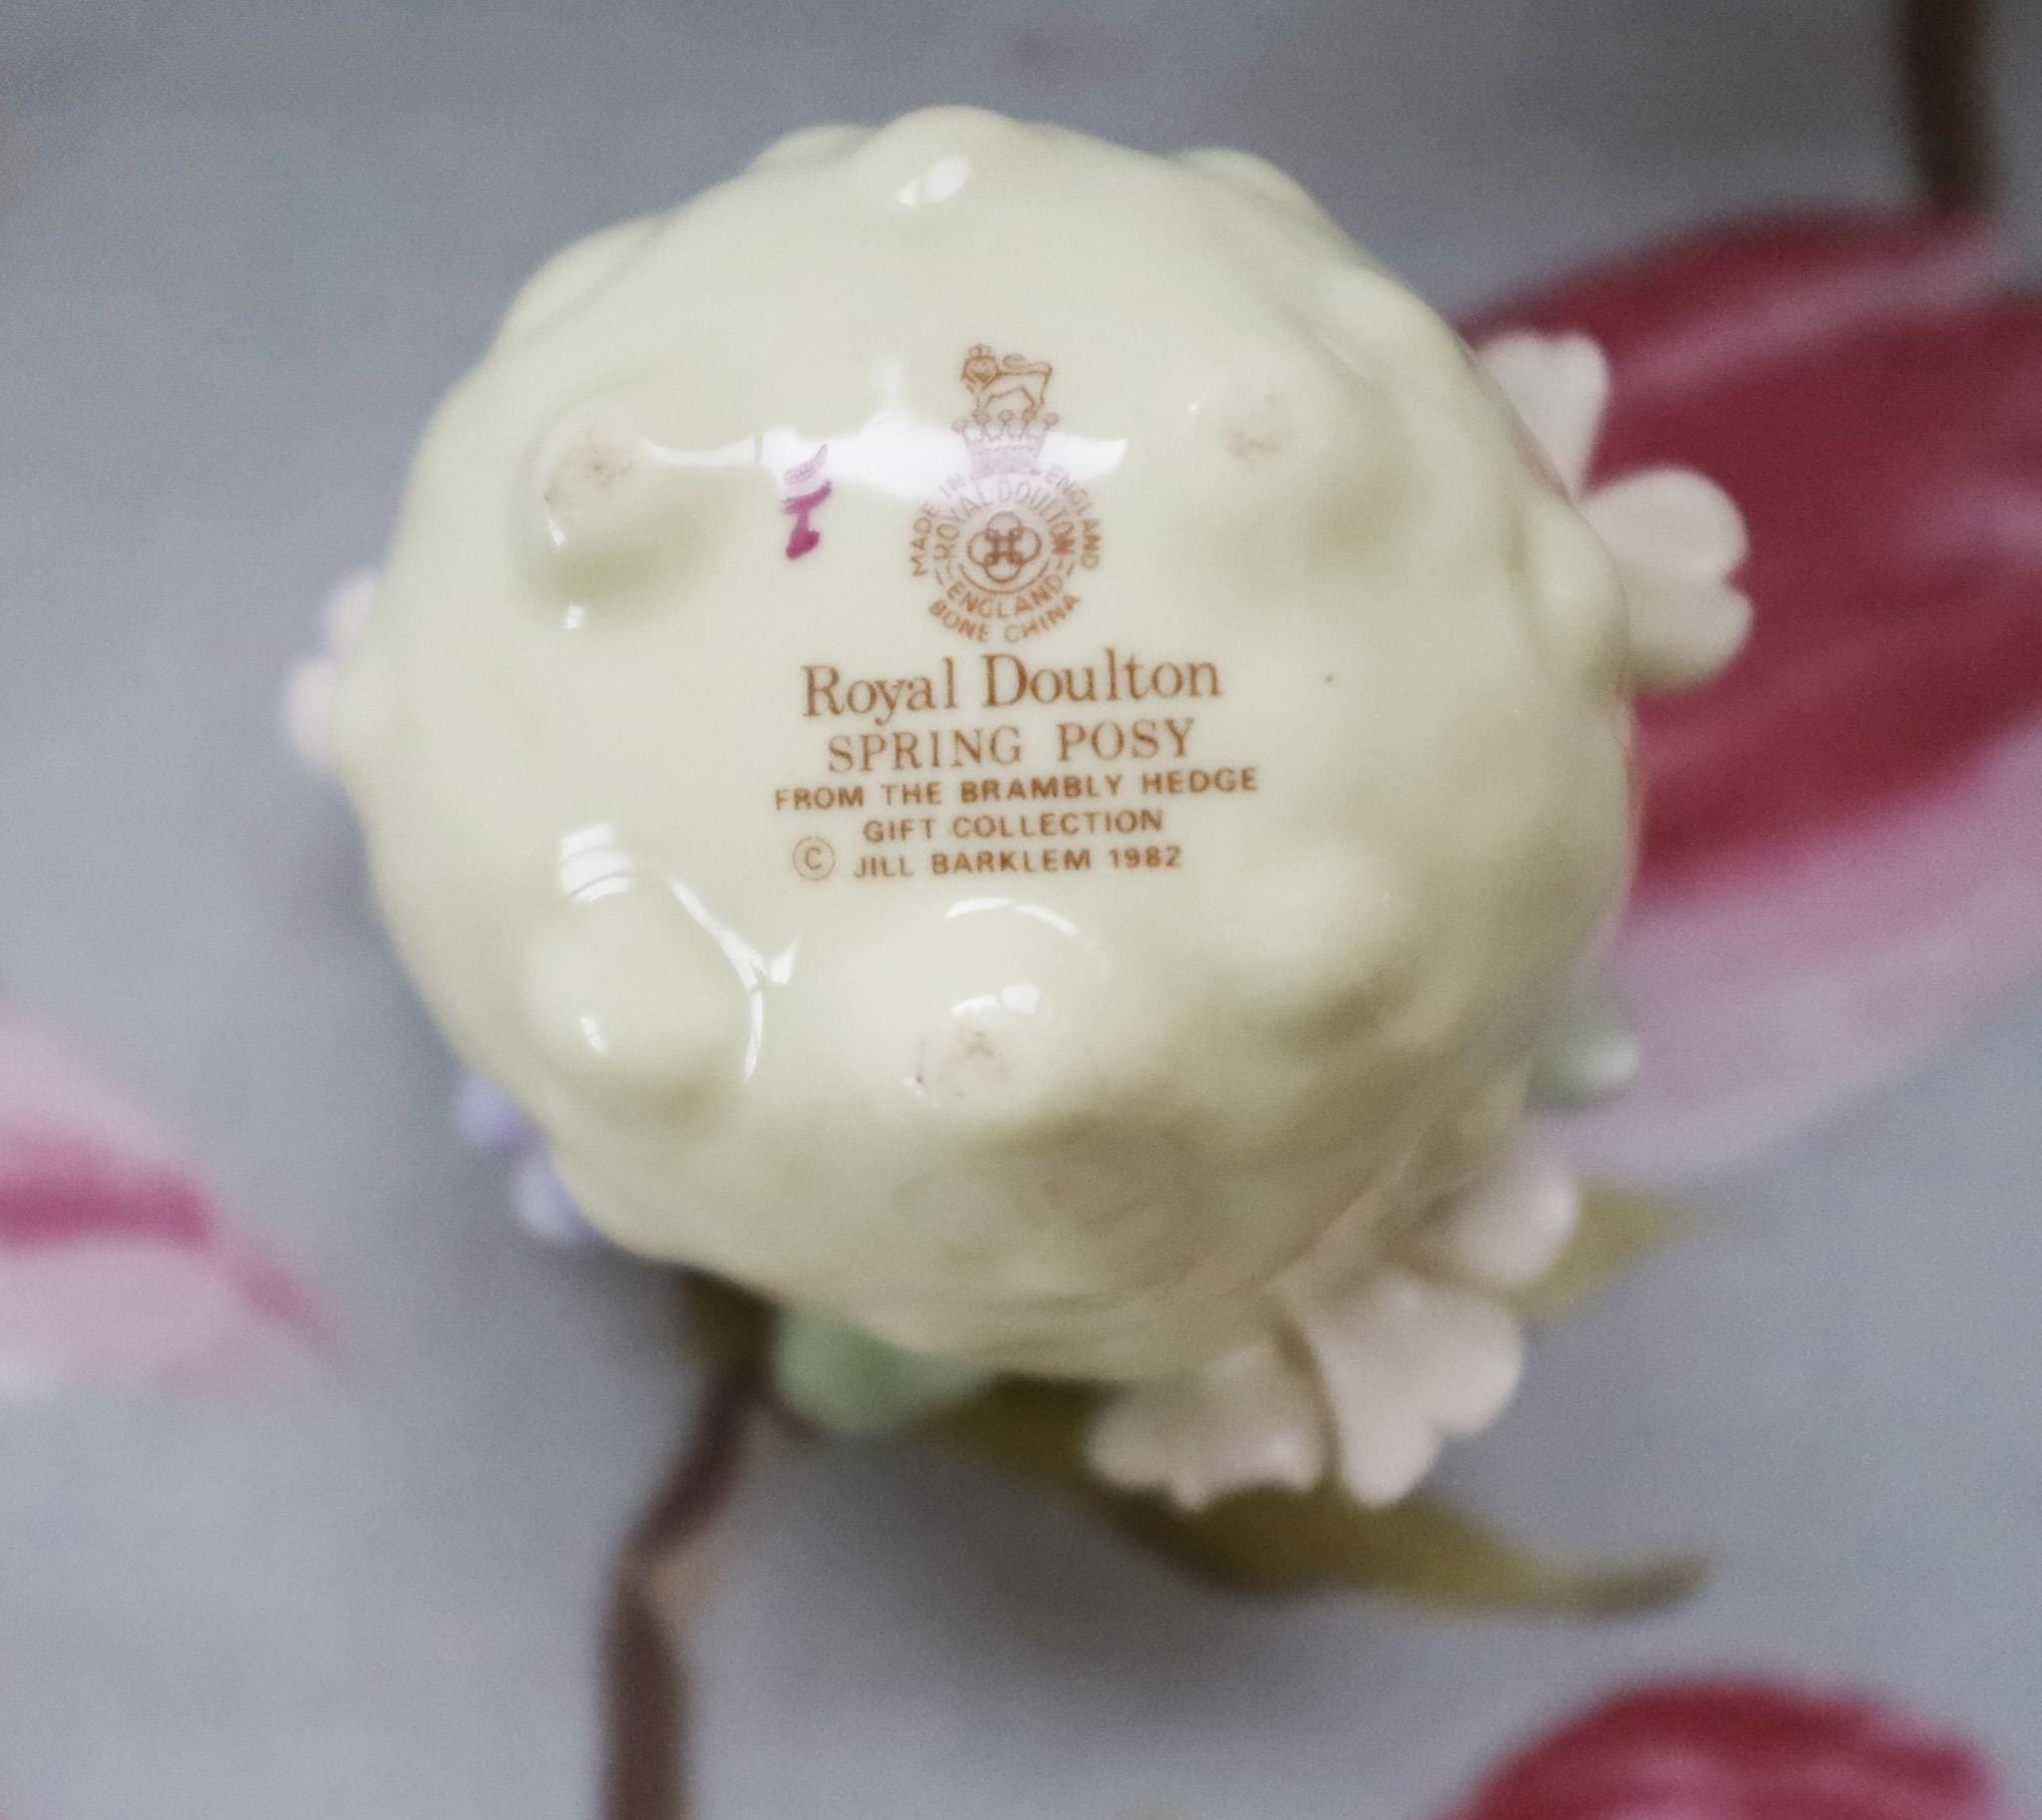 MADE IN ENGLAND
ROYAL·DOULTON
ENGLAND
BONE CHINA
Royal Doulton
SPRING POSY
FROM THE BRAMBLY HEDGE
GIFT COLLECTION
© JILL BARKLEM 1982